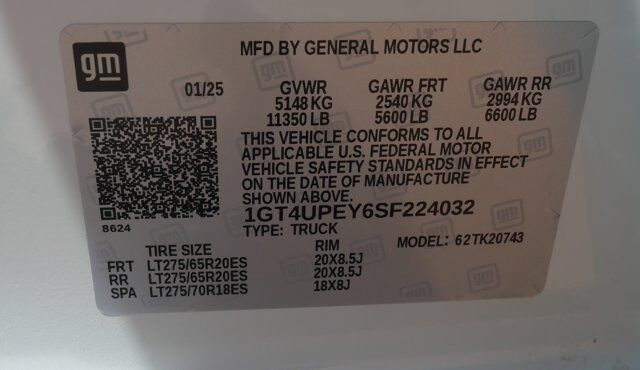 gm
MFD BY GENERAL MOTORS LLC
01/25 GVWR GAWR FRT GAWR RR
5148 KG 2540 KG 2994 KG
11350 LB 5600 LB 6600 LB
THIS VEHICLE CONFORMS TO ALL
APPLICABLE U.S. FEDERAL MOTOR
VEHICLE SAFETY STANDARDS IN EFFECT
ON THE DATE OF MANUFACTURE
SHOWN ABOVE.
1GT4UPEY6SF224032
8624
TYPE: TRUCK
MODEL: 62TK20743
TIRE SIZE RIM
FRT LT275/65R20ES 20X8.5J
RR LT275/65R20ES 20X8.5J
SPA LT275/70R18ES 18X8J